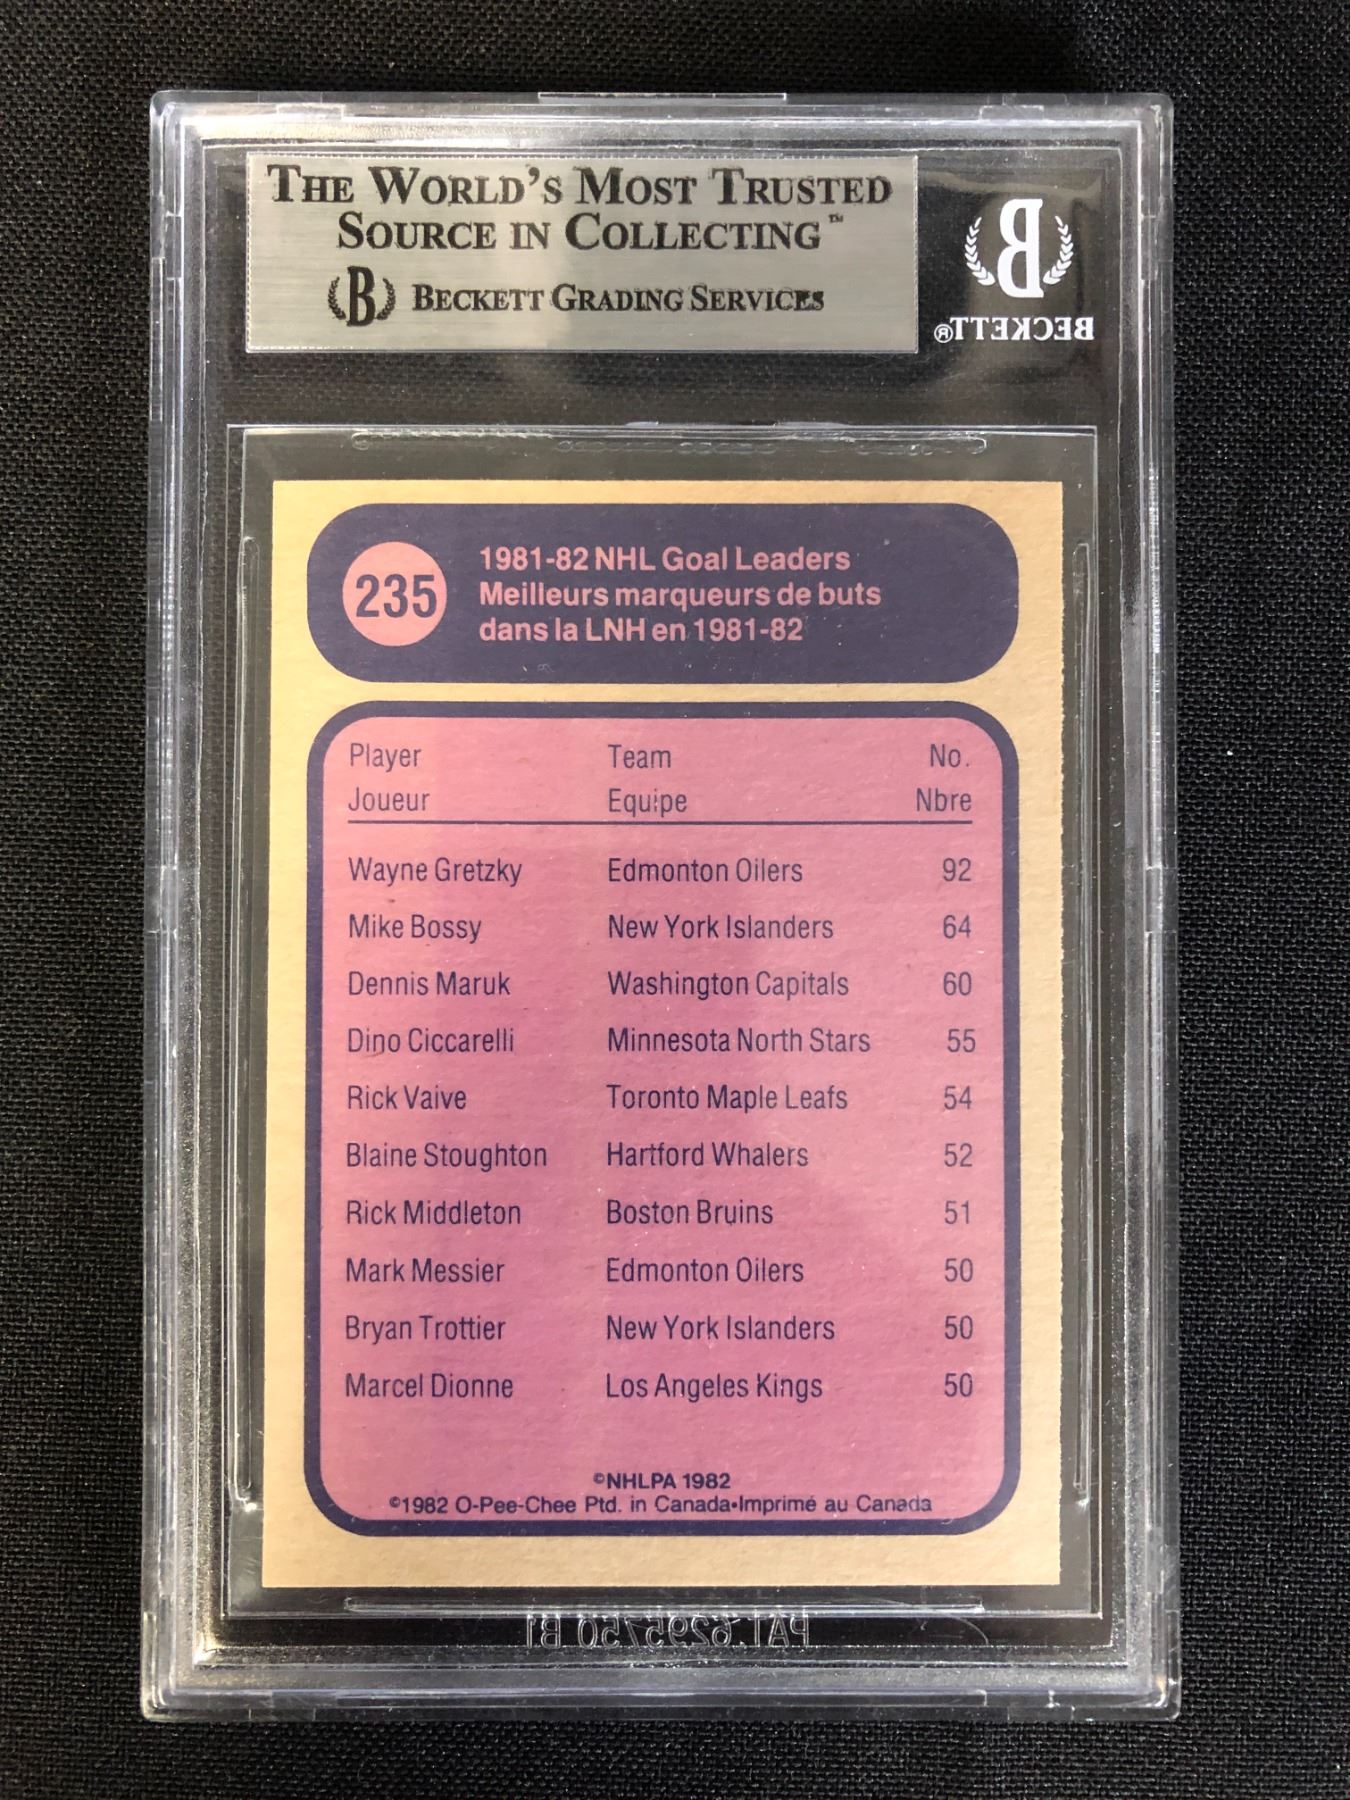 THE WORLD'S MOST TRUSTED
SOURCE IN COLLECTING™
B BECKETT GRADING SERVICES
B
BECKETT®
235
1981-82 NHL Goal Leaders
Meilleurs marqueurs de buts
dans la LNH en 1981-82
Player Team No.
Joueur Equipe Nbre
Wayne Gretzky Edmonton Oilers 92
Mike Bossy New York Islanders 64
Dennis Maruk Washington Capitals 60
Dino Ciccarelli Minnesota North Stars 55
Rick Vaive Toronto Maple Leafs 54
Blaine Stoughton Hartford Whalers 52
Rick Middleton Boston Bruins 51
Mark Messier Edmonton Oilers 50
Bryan Trottier New York Islanders 50
Marcel Dionne Los Angeles Kings 50
©NHLPA 1982
©1982 O-Pee-Chee Ptd. in Canada•Imprimé au Canada
PAT.6295750 B1